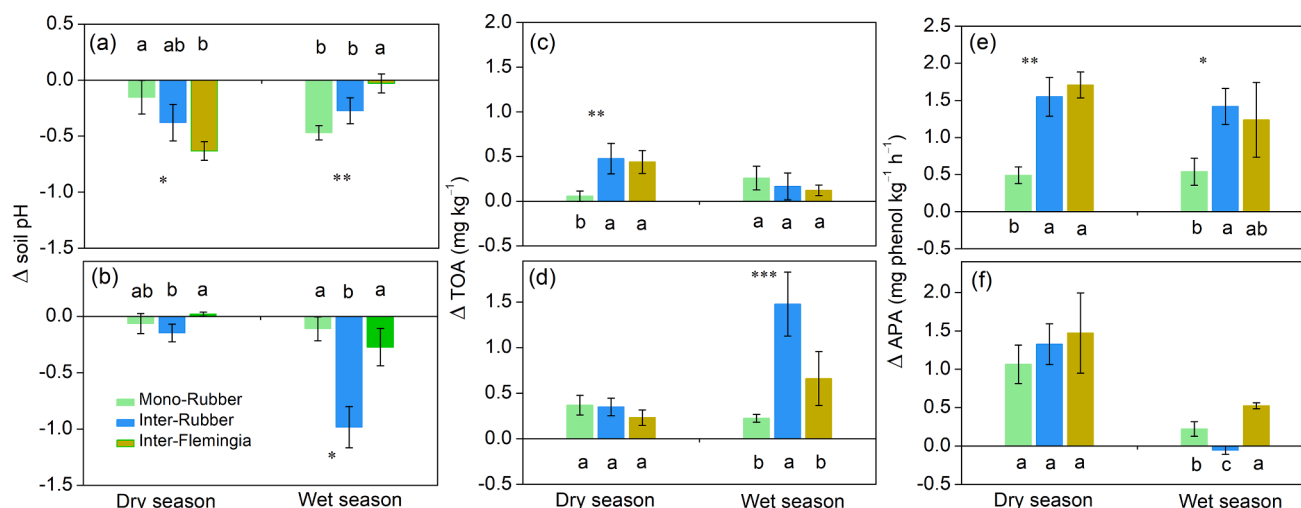 Δ soil pH
(a)
0.5
0.0
-0.5
-1.0
-1.5
a ab b b b a
*
**
(b)
0.0
-0.5
-1.0
-1.5
ab b a a b a
Mono-Rubber
Inter-Rubber
Inter-Flemingia
*
Dry season Wet season
Δ TOA (mg kg⁻¹)
(c)
2.0
1.5
1.0
0.5
0.0
-0.5
**
b a a a a a
(d)
1.5
1.0
0.5
0.0
-0.5
***
a a a b a b
Dry season Wet season
Δ APA (mg phenol kg⁻¹ h⁻¹)
(e)
2.5
2.0
1.5
1.0
0.5
0.0
-0.5
**
*
b a a b a ab
(f)
2.0
1.5
1.0
0.5
0.0
-0.5
a a a b c a
Dry season Wet season